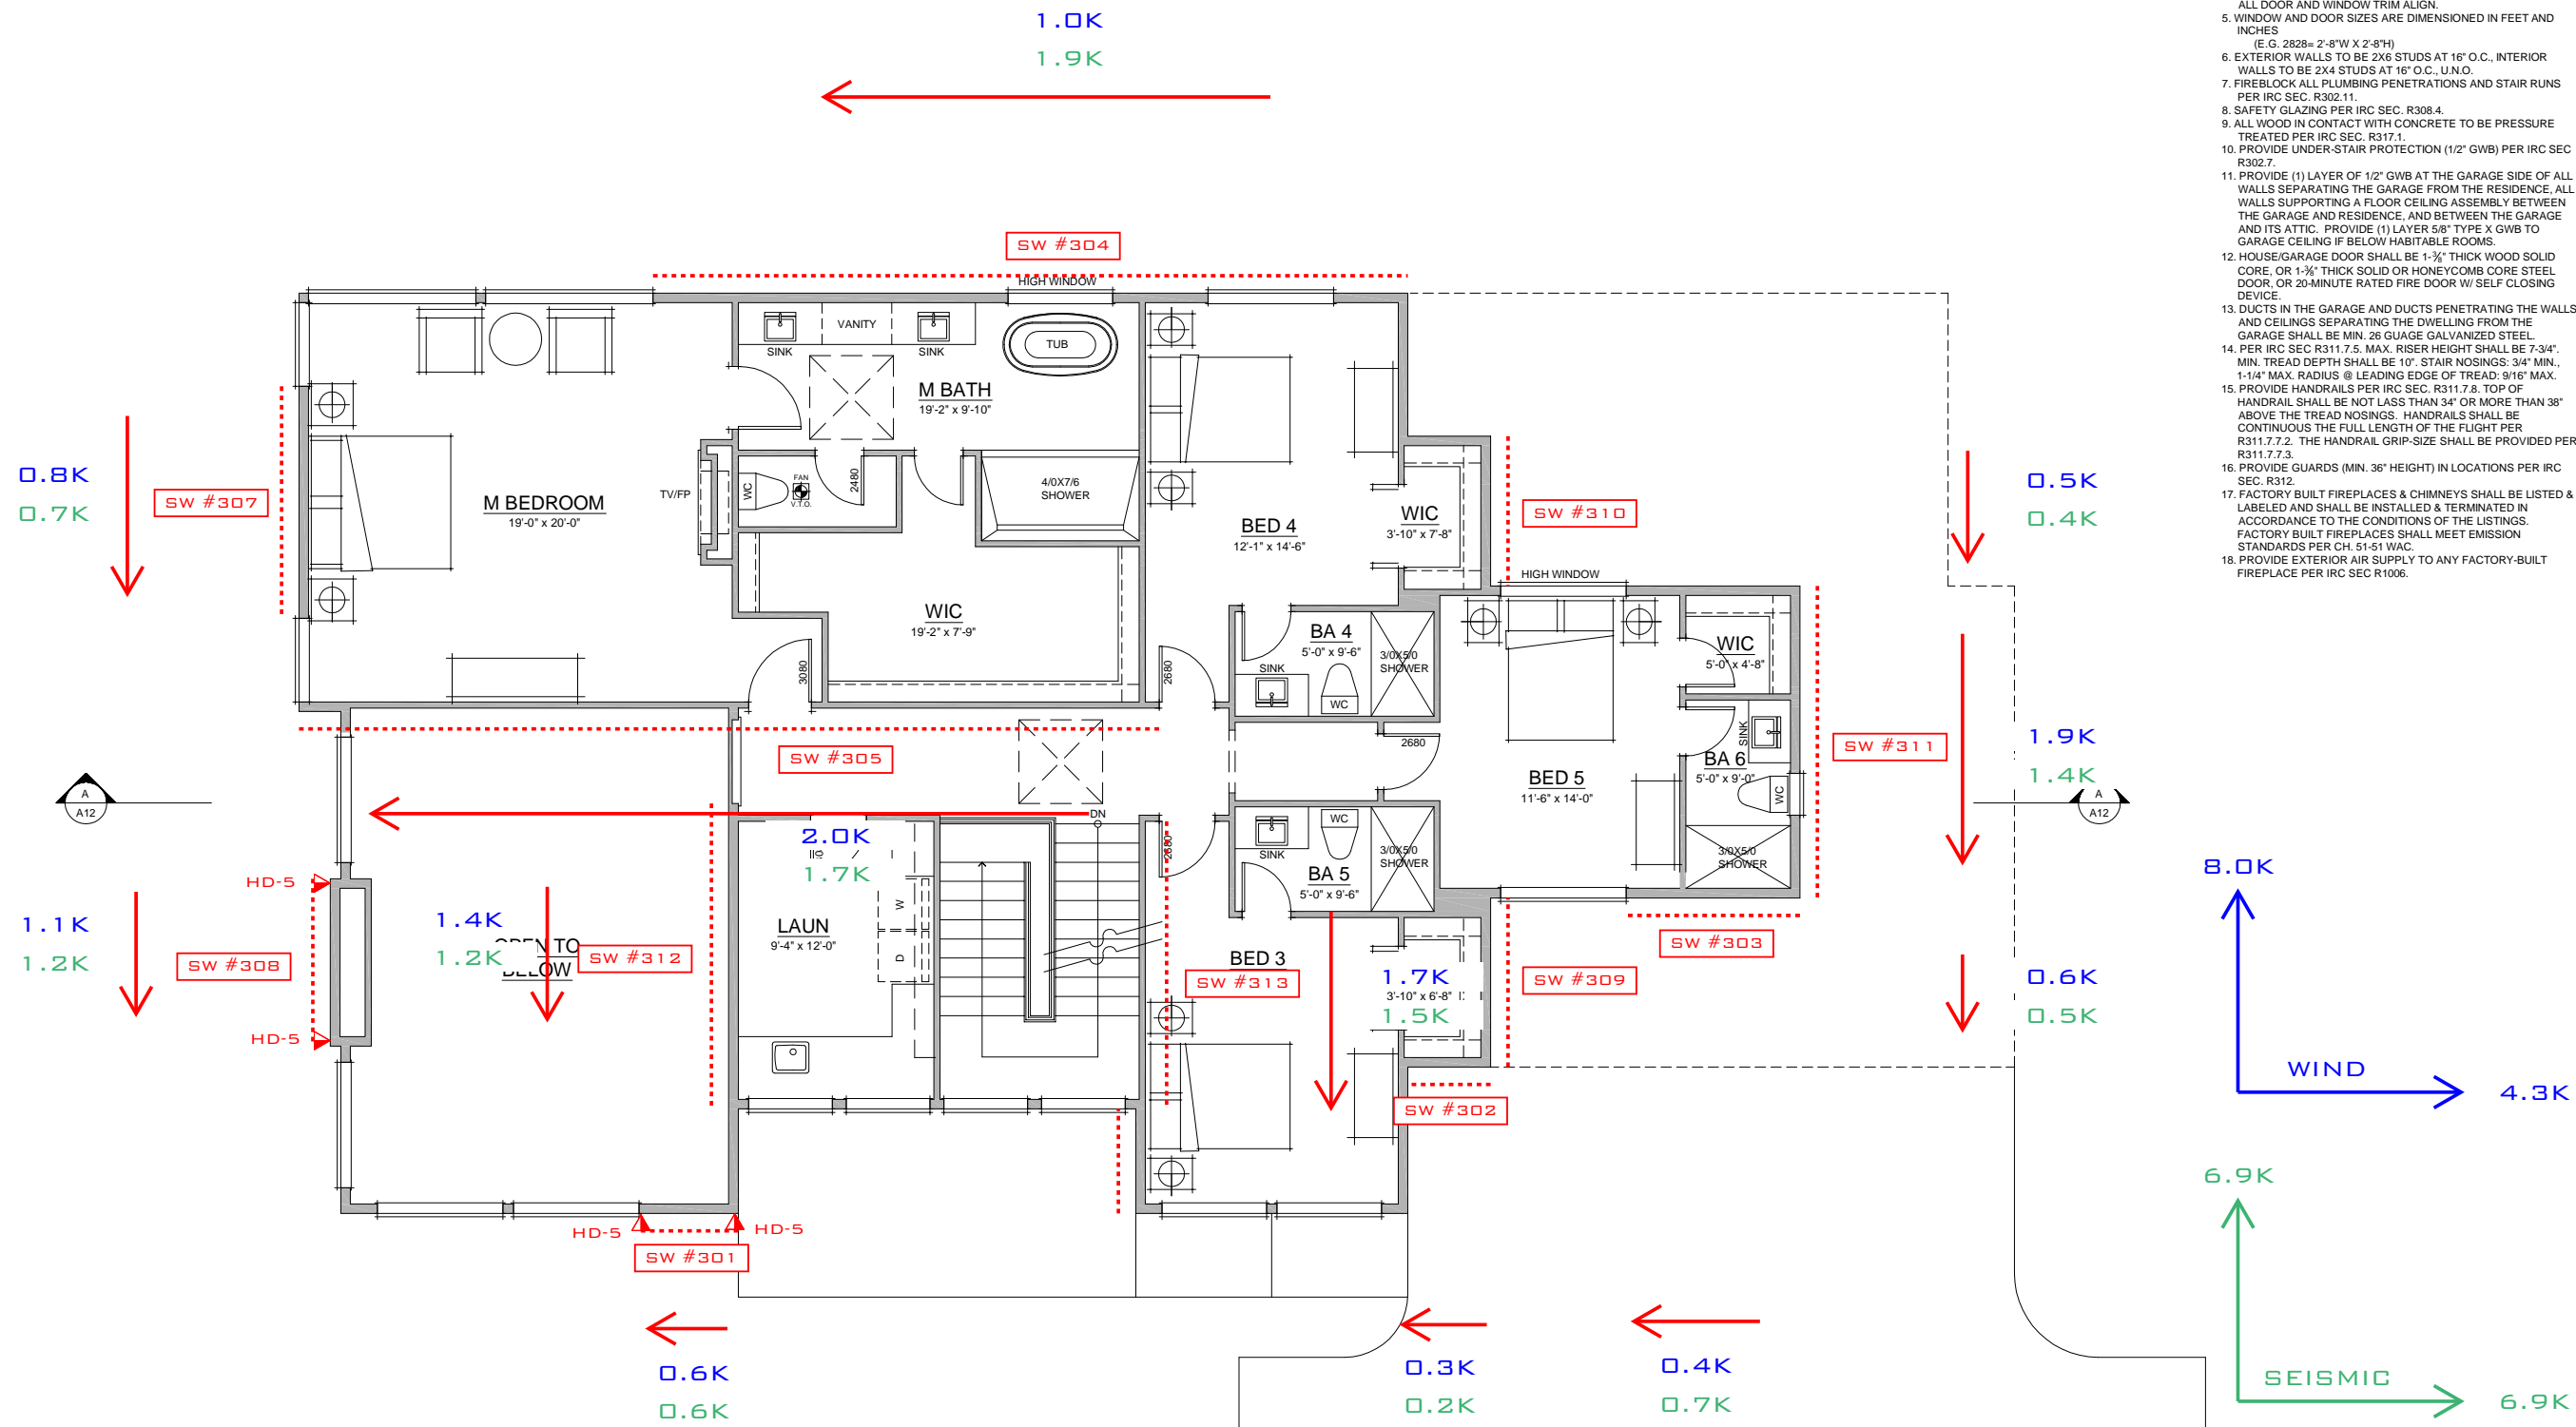 1.0K
1.9K
ALL DOOR AND WINDOW TRIM ALIGN.
5. WINDOW AND DOOR SIZES ARE DIMENSIONED IN FEET AND
INCHES
(E.G. 2828= 2'-8"W X 2'-8"H)
6. EXTERIOR WALLS TO BE 2X6 STUDS AT 16" O.C., INTERIOR
WALLS TO BE 2X4 STUDS AT 16" O.C., U.N.O.
7. FIREBLOCK ALL PLUMBING PENETRATIONS AND STAIR RUNS
PER IRC SEC. R302.11.
8. SAFETY GLAZING PER IRC SEC. R308.4.
9. ALL WOOD IN CONTACT WITH CONCRETE TO BE PRESSURE
TREATED PER IRC SEC. R317.1.
10. PROVIDE UNDER-STAIR PROTECTION (1/2" GWB) PER IRC SEC
R302.7.
11. PROVIDE (1) LAYER OF 1/2" GWB AT THE GARAGE SIDE OF ALL
WALLS SEPARATING THE GARAGE FROM THE RESIDENCE, ALL
WALLS SUPPORTING A FLOOR CEILING ASSEMBLY BETWEEN
THE GARAGE AND RESIDENCE, AND BETWEEN THE GARAGE
AND ITS ATTIC. PROVIDE (1) LAYER 5/8" TYPE X GWB TO
GARAGE CEILING IF BELOW HABITABLE ROOMS.
12. HOUSE/GARAGE DOOR SHALL BE 1-⅜" THICK WOOD SOLID
CORE, OR 1-⅜" THICK SOLID OR HONEYCOMB CORE STEEL
DOOR, OR 20-MINUTE RATED FIRE DOOR W/ SELF CLOSING
DEVICE.
13. DUCTS IN THE GARAGE AND DUCTS PENETRATING THE WALLS
AND CEILINGS SEPARATING THE DWELLING FROM THE
GARAGE SHALL BE MIN. 26 GUAGE GALVANIZED STEEL.
14. PER IRC SEC R311.7.5. MAX. RISER HEIGHT SHALL BE 7-3/4".
MIN. TREAD DEPTH SHALL BE 10". STAIR NOSINGS: 3/4" MIN.,
1-1/4" MAX. RADIUS @ LEADING EDGE OF TREAD: 9/16" MAX.
15. PROVIDE HANDRAILS PER IRC SEC. R311.7.8. TOP OF
HANDRAIL SHALL BE NOT LASS THAN 34" OR MORE THAN 38"
ABOVE THE TREAD NOSINGS. HANDRAILS SHALL BE
CONTINUOUS THE FULL LENGTH OF THE FLIGHT PER
R311.7.7.2. THE HANDRAIL GRIP-SIZE SHALL BE PROVIDED PER
R311.7.7.3.
16. PROVIDE GUARDS (MIN. 36" HEIGHT) IN LOCATIONS PER IRC
SEC. R312.
17. FACTORY BUILT FIREPLACES & CHIMNEYS SHALL BE LISTED &
LABELED AND SHALL BE INSTALLED & TERMINATED IN
ACCORDANCE TO THE CONDITIONS OF THE LISTINGS.
FACTORY BUILT FIREPLACES SHALL MEET EMISSION
STANDARDS PER CH. 51-51 WAC.
18. PROVIDE EXTERIOR AIR SUPPLY TO ANY FACTORY-BUILT
FIREPLACE PER IRC SEC R1006.
SW #304
HIGH WINDOW
VANITY
SINK
SINK
TUB
M BATH
19'-2" x 9'-10"
0.8K
0.7K
SW #307
M BEDROOM
19'-0" x 20'-0"
TV/FP
WC
FAN
V.T.O.
2480
4/0X7/6
SHOWER
BED 4
12'-1" x 14'-6"
WIC
3'-10" x 7'-8"
SW #310
0.5K
0.4K
HIGH WINDOW
WIC
19'-2" x 7'-9"
3080
2680
BA 4
5'-0" x 9'-6"
SINK
WC
3/0X5/0
SHOWER
WIC
5'-0" x 4'-8"
SW #305
2680
SINK
BA 6
5'-0" x 9'-0"
WC
3/0X5/0
SHOWER
BED 5
11'-6" x 14'-0"
SW #311
1.9K
1.4K
A
A12
A
A12
DN
2.0K
1.7K
2680
SINK
WC
BA 5
5'-0" x 9'-6"
3/0X5/0
SHOWER
8.0K
HD-5
1.1K
1.2K
SW #308
HD-5
1.4K
1.2K
OPEN TO
BELOW
SW #312
LAUN
9'-4" x 12'-0"
W
D
BED 3
SW #313
1.7K
3'-10" x 6'-8"
1.5K
SW #303
SW #309
0.6K
0.5K
WIND
4.3K
SW #302
6.9K
HD-5
HD-5
SW #301
0.6K
0.6K
0.3K
0.2K
0.4K
0.7K
SEISMIC
6.9K